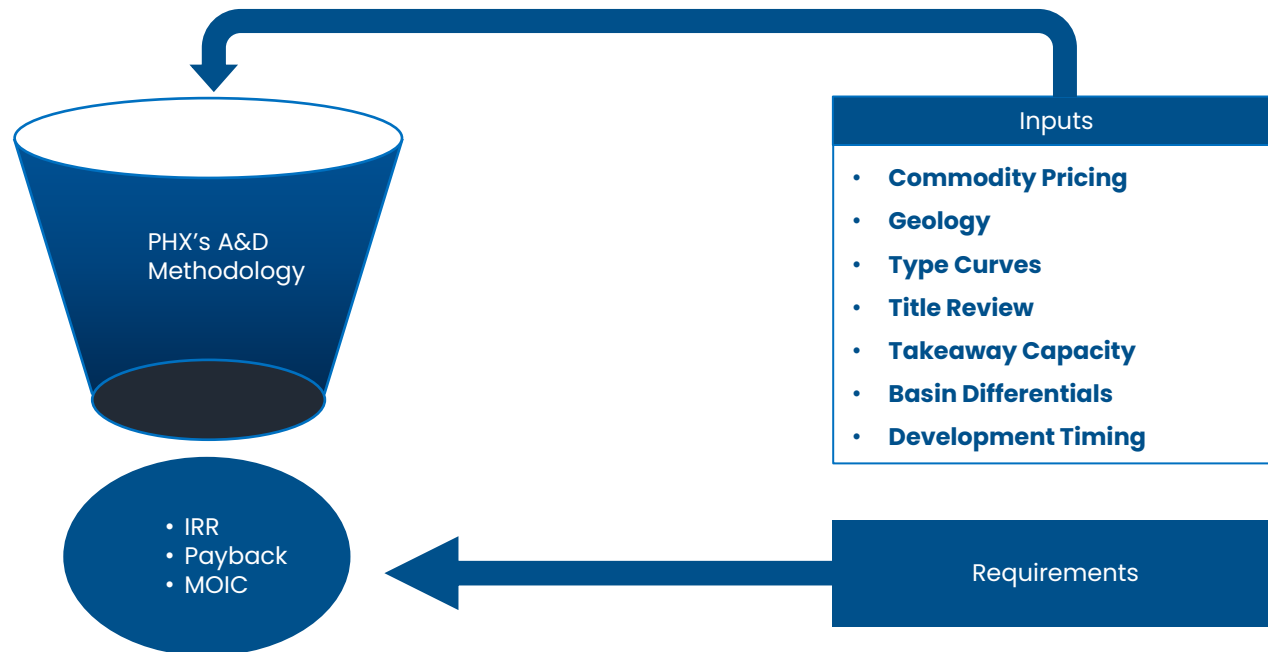 Inputs
• Commodity Pricing
• Geology
• Type Curves
• Title Review
• Takeaway Capacity
• Basin Differentials
• Development Timing
PHX’s A&D
Methodology
• IRR
• Payback
• MOIC
Requirements